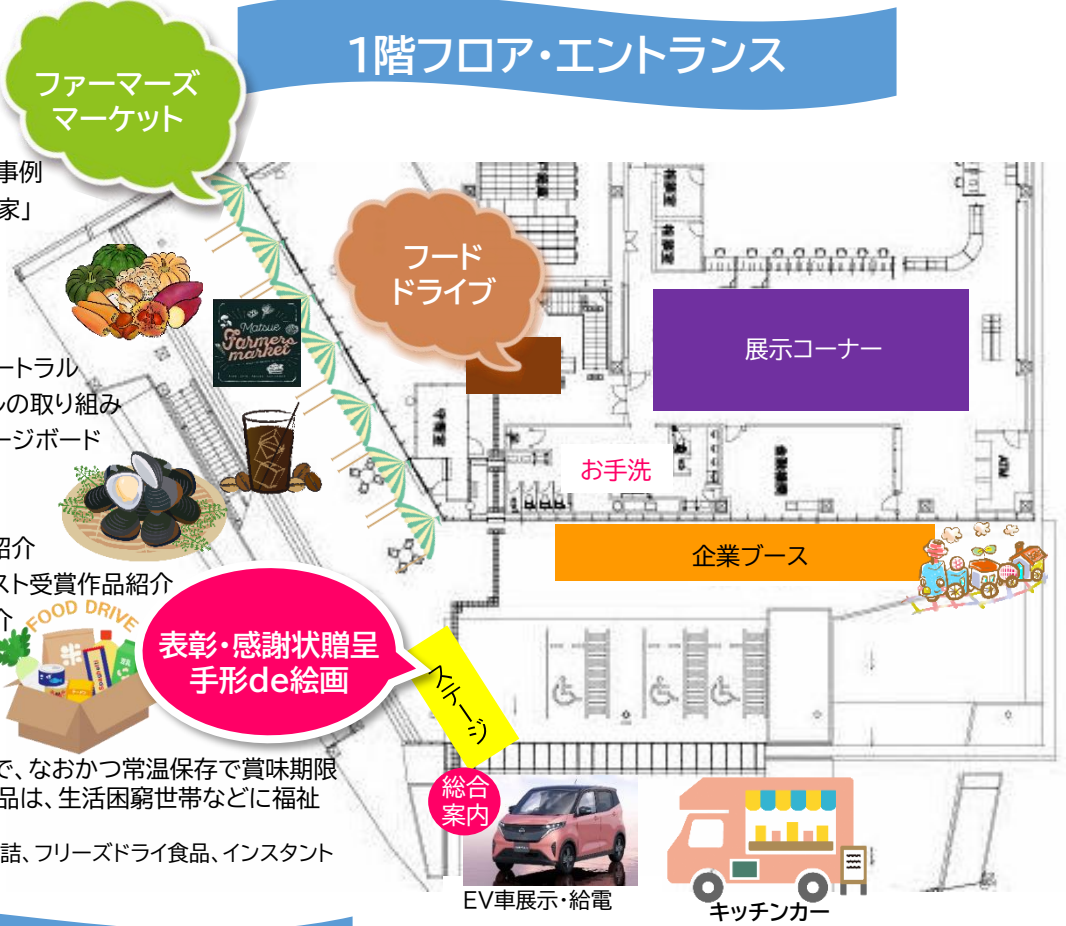 1階フロア・エントランス
ファーマーズ
マーケット
事例
家」
フード
ドライブ
展示コーナー
Matsue
Farmers
market
ートラル
レの取り組み
ージボード
お手洗
ATM
企業ブース
紹介
スト受賞作品紹介
介
FOOD DRIVE
米
spaghetti
表彰・感謝状贈呈
手形de絵画
ステージ
で、なおかつ常温保存で賞味期限
品は、生活困窮世帯などに福祉
詰、フリーズドライ食品、インスタント
総合
案内
EV車展示・給電
キッチンカー